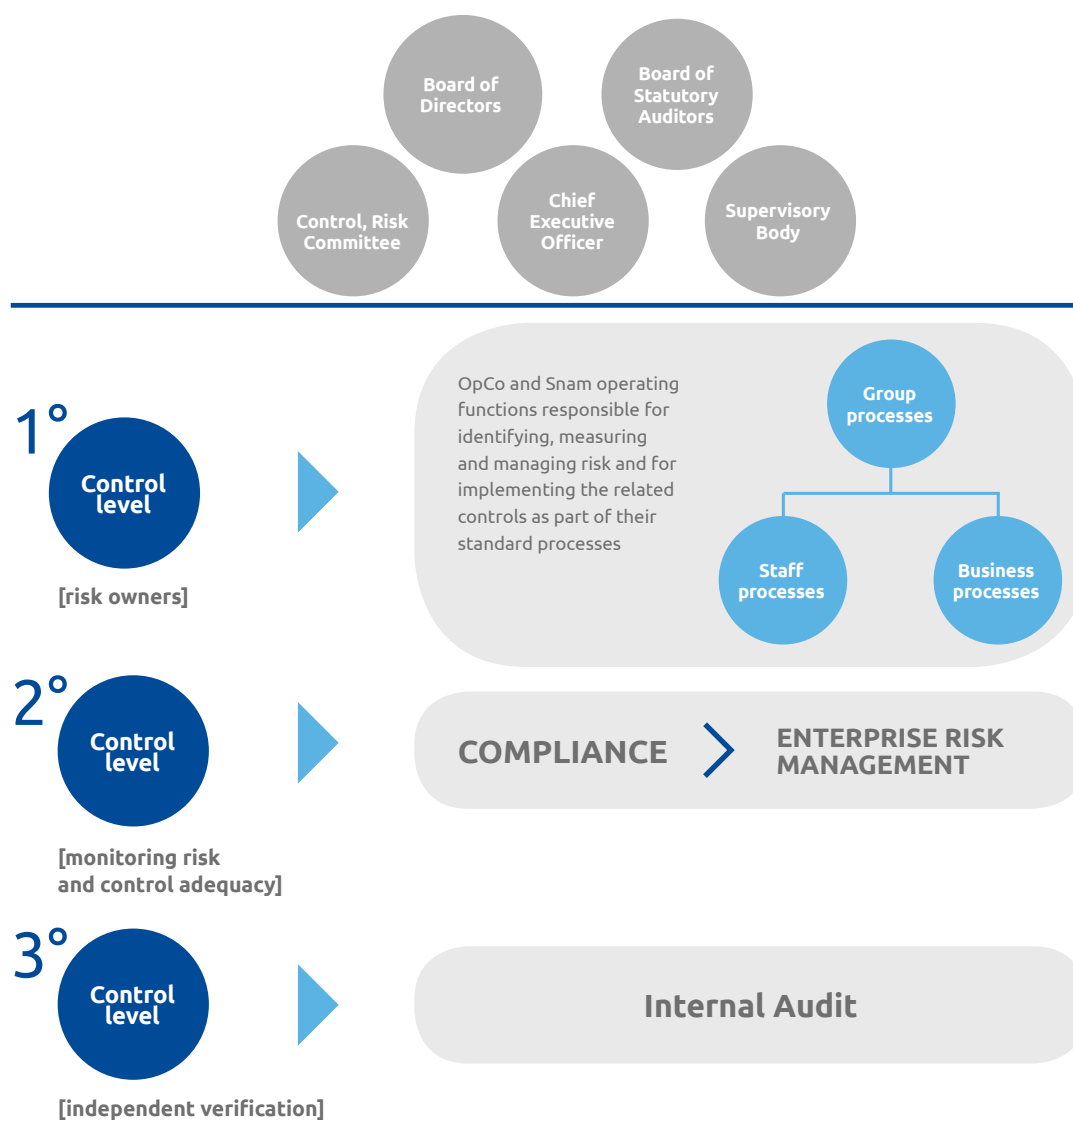 Board of
Directors
Board of
Statutory
Auditors
Control, Risk
Committee
Chief
Executive
Officer
Supervisory
Body
1°
Control
level
[risk owners]
OpCo and Snam operating
functions responsible for
identifying, measuring
and managing risk and for
implementing the related
controls as part of their
standard processes
Group
processes
Staff
processes
Business
processes
2°
Control
level
[monitoring risk
and control adequacy]
COMPLIANCE
ENTERPRISE RISK
MANAGEMENT
3°
Control
level
[independent verification]
Internal Audit